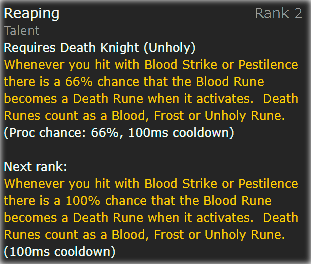 Reaping Rank 2
Talent
Requires Death Knight (Unholy)
Whenever you hit with Blood Strike or Pestilence
there is a 66% chance that the Blood Rune
becomes a Death Rune when it activates.  Death
Runes count as a Blood, Frost or Unholy Rune.
(Proc chance: 66%, 100ms cooldown)
Next rank:
Whenever you hit with Blood Strike or Pestilence
there is a 100% chance that the Blood Rune
becomes a Death Rune when it activates.  Death
Runes count as a Blood, Frost or Unholy Rune.
(100ms cooldown)